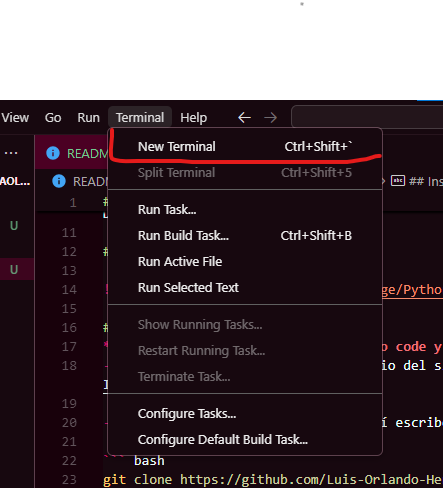 View Go Run Terminal Help
New Terminal Ctrl+Shift+`
README
Split Terminal Ctrl+Shift+5
AOL...
README
## Ins
1 #
Run Task...
U
11
Run Build Task... Ctrl+Shift+B
12 #
Run Active File
U
13
Run Selected Text
14 ge/Python
15
16 #
Show Running Tasks...
17 code y
Restart Running Task...
18 io del s
Terminate Task...
19
Configure Tasks...
20 í escrib
21
Configure Default Build Task...
22 ``` bash
23 git clone https://github.com/Luis-Orlando-He